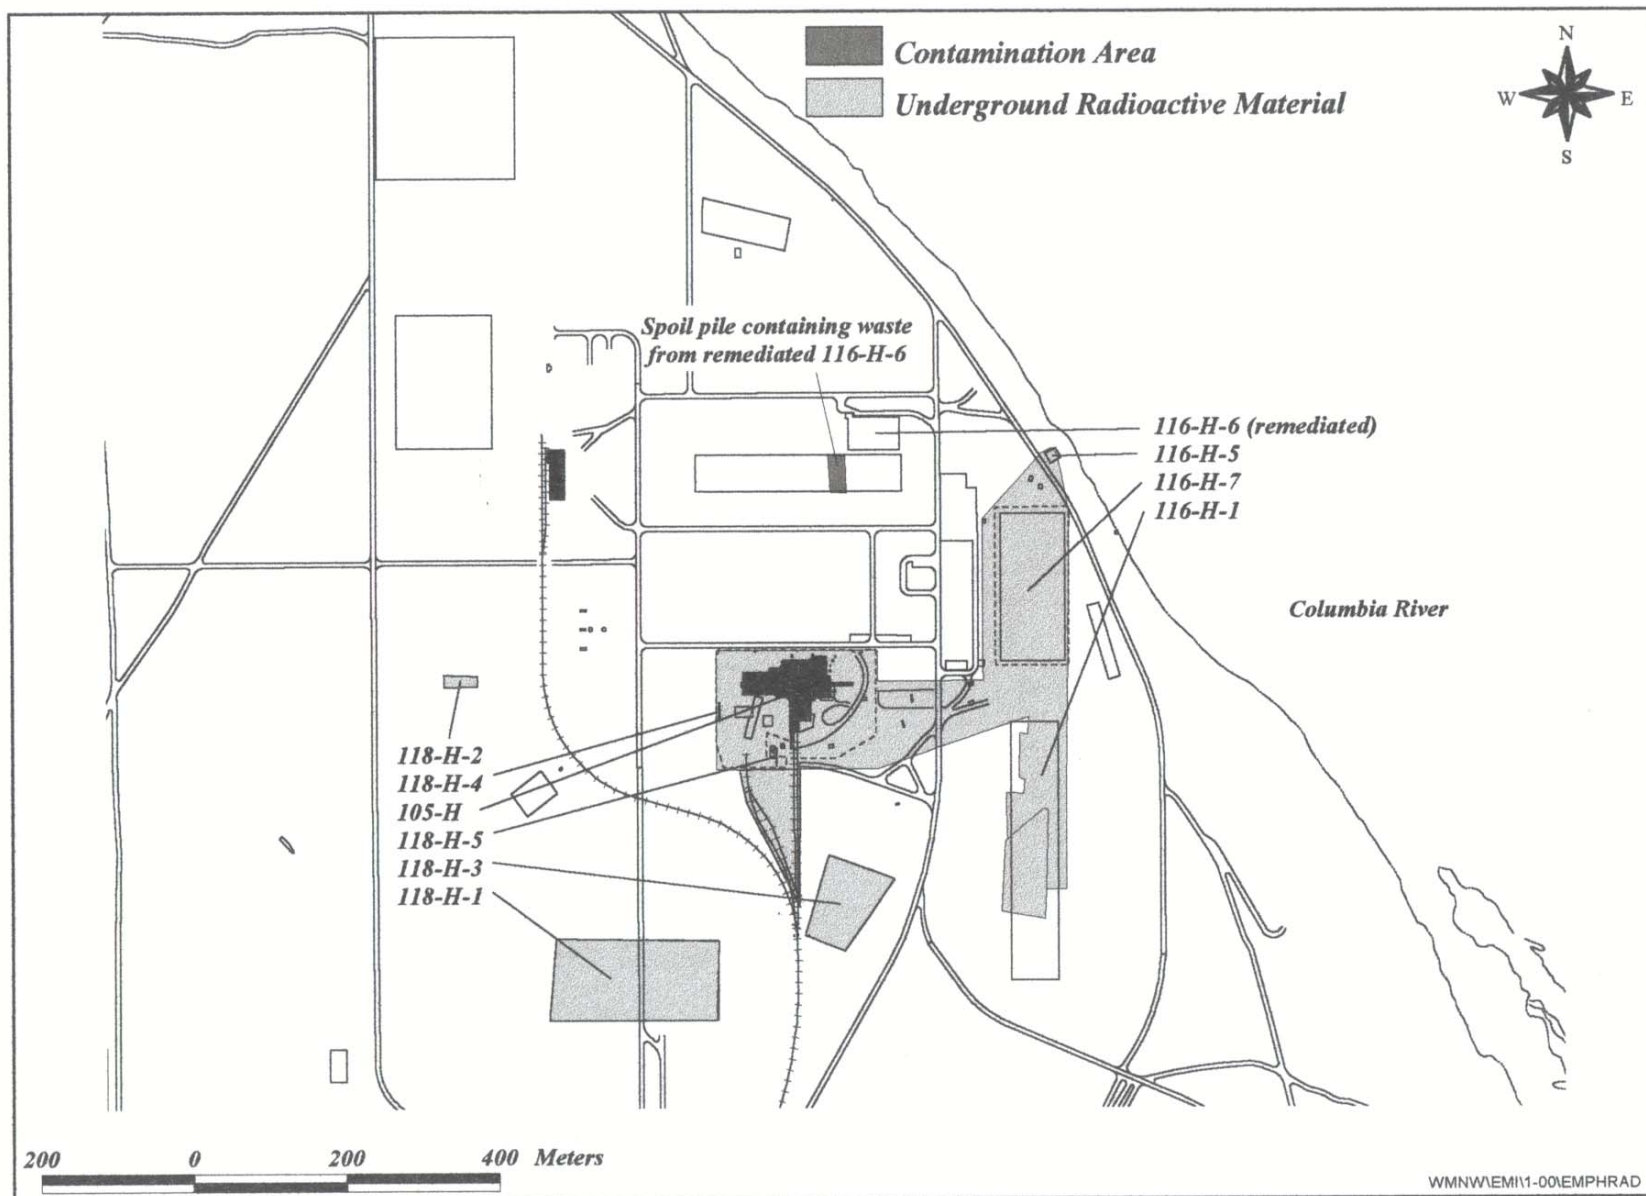 Contamination Area
Underground Radioactive Material
N
W
E
S
Spoil pile containing waste
from remediated 116-H-6
116-H-6 (remediated)
116-H-5
116-H-7
116-H-1
Columbia River
118-H-2
118-H-4
105-H
118-H-5
118-H-3
118-H-1
200 0 200 400 Meters
WMNW\EMI\1-00\EMPHRAD